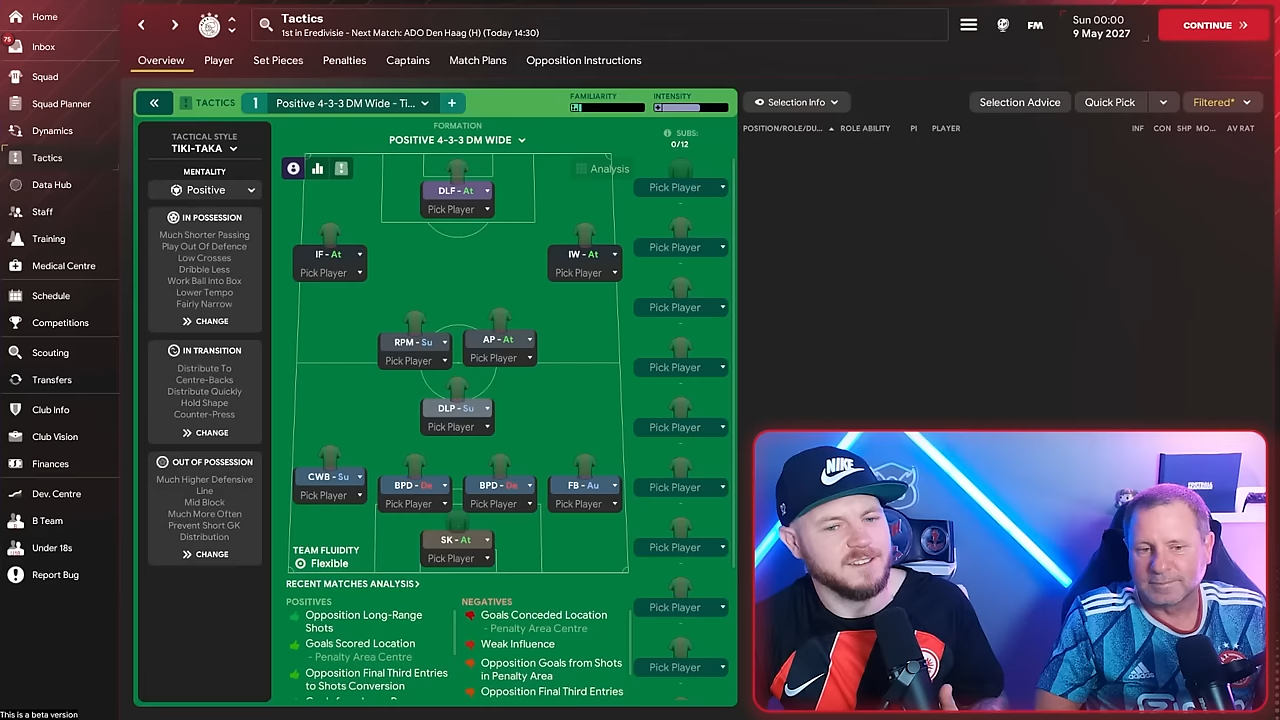 Home
75
Inbox
Squad
Squad Planner
Dynamics
Tactics
Data Hub
Staff
Training
Medical Centre
Schedule
Competitions
Scouting
Transfers
Club Info
Club Vision
Finances
Dev. Centre
B Team
Under 18s
Report Bug
This is a beta version
Tactics
1st in Eredivisie - Next Match: ADO Den Haag (H) (Today 14:30)
FM
Sun 00:00
9 May 2027
CONTINUE
Overview
Player
Set Pieces
Penalties
Captains
Match Plans
Opposition Instructions
TACTICS
1
Positive 4-3-3 DM Wide - Ti...
FAMILIARITY
INTENSITY
TACTICAL STYLE
TIKI-TAKA
MENTALITY
Positive
IN POSSESSION
Much Shorter Passing
Play Out Of Defence
Low Crosses
Dribble Less
Work Ball Into Box
Lower Tempo
Fairly Narrow
CHANGE
IN TRANSITION
Distribute To
Centre-Backs
Distribute Quickly
Hold Shape
Counter-Press
CHANGE
OUT OF POSSESSION
Much Higher Defensive
Line
Mid Block
Much More Often
Prevent Short GK
Distribution
CHANGE
FORMATION
POSITIVE 4-3-3 DM WIDE
Analysis
DLF - At
Pick Player
IF - At
Pick Player
IW - At
Pick Player
RPM - Su
Pick Player
AP - At
Pick Player
DLP - Su
Pick Player
CWB - Su
Pick Player
BPD - De
Pick Player
BPD - De
Pick Player
FB - Au
Pick Player
SK - At
Pick Player
TEAM FLUIDITY
Flexible
SUBS:
0/12
Pick Player
Pick Player
Pick Player
Pick Player
Pick Player
Pick Player
Pick Player
Pick Player
Pick Player
RECENT MATCHES ANALYSIS
POSITIVES
Opposition Long-Range
Shots
Goals Scored Location
- Penalty Area Centre
Opposition Final Third Entries
to Shots Conversion
NEGATIVES
Goals Conceded Location
- Penalty Area Centre
Weak Influence
Opposition Goals from Shots
in Penalty Area
Opposition Final Third Entries
Selection Info
Selection Advice
Quick Pick
Filtered*
POSITION/ROLE/DU...
ROLE ABILITY
PI
PLAYER
INF
CON
SHP
MO...
AV RAT
NIKE
adidas